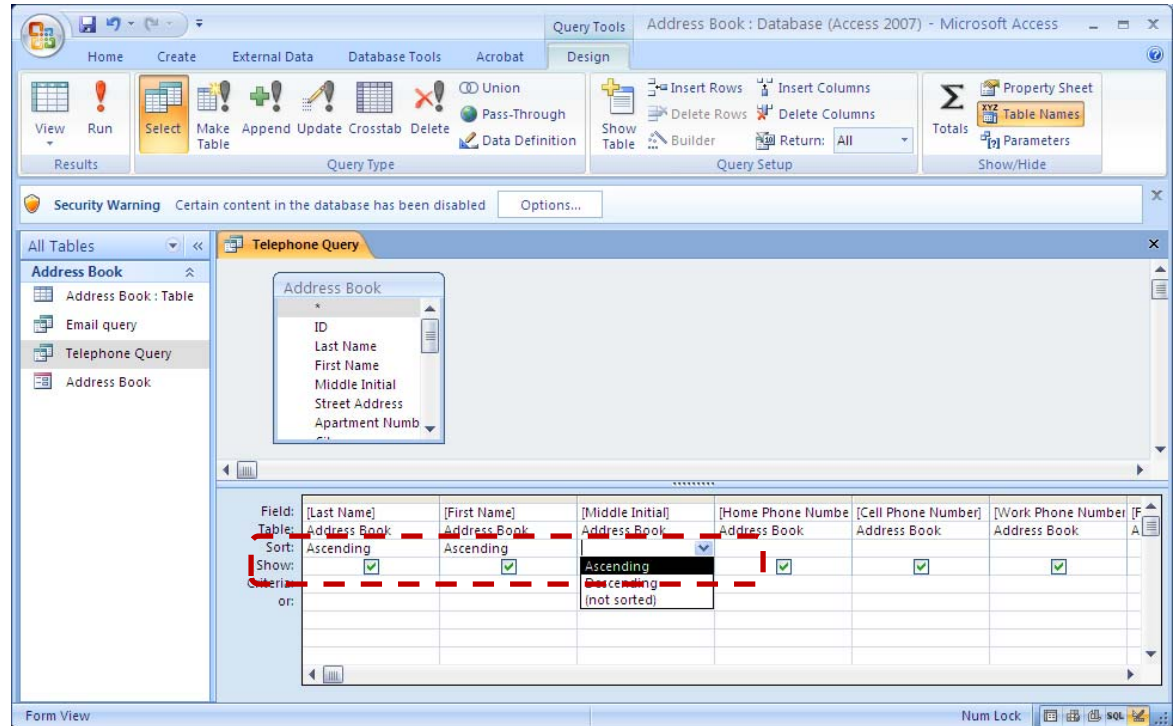 Query Tools Address Book : Database (Access 2007) - Microsoft Access
Home Create External Data Database Tools Acrobat Design
View
Run
Select
Make Table
Append
Update
Crosstab
Delete
Union
Pass-Through
Data Definition
Show Table
Insert Rows
Delete Rows
Builder
Insert Columns
Delete Columns
Return: All
Totals
Property Sheet
Table Names
Parameters
Results Query Type Query Setup Show/Hide
Security Warning Certain content in the database has been disabled Options...
All Tables
Address Book
Address Book : Table
Email query
Telephone Query
Address Book
Telephone Query
Address Book
*
ID
Last Name
First Name
Middle Initial
Street Address
Apartment Numb
Field: [Last Name] [First Name] [Middle Initial] [Home Phone Numbe [Cell Phone Number] [Work Phone Number [F
Table: Address Book Address Book Address Book Address Book Address Book Address Book A
Sort: Ascending Ascending
Show: Ascending
Criteria: Descending
or: (not sorted)
Form View Num Lock SQL